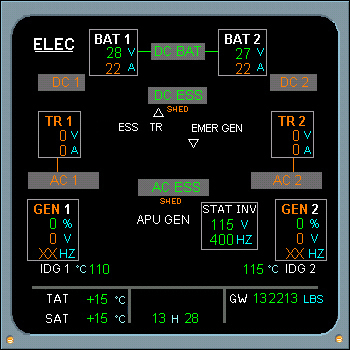 ELEC
BAT 1
28 V
22 A
DC BAT
BAT 2
27 V
22 A
DC 1
DC ESS
SHED
DC 2
TR 1
0 V
0 A
ESS TR
EMER GEN
TR 2
0 V
0 A
AC 1
AC ESS
SHED
AC 2
GEN 1
0 %
0 V
XX HZ
APU GEN
STAT INV
115 V
400 HZ
GEN 2
0 %
0 V
XX HZ
IDG 1 °C 110
115 °C IDG 2
TAT +15 °C
GW 132213 LBS
SAT +15 °C
13 H 28